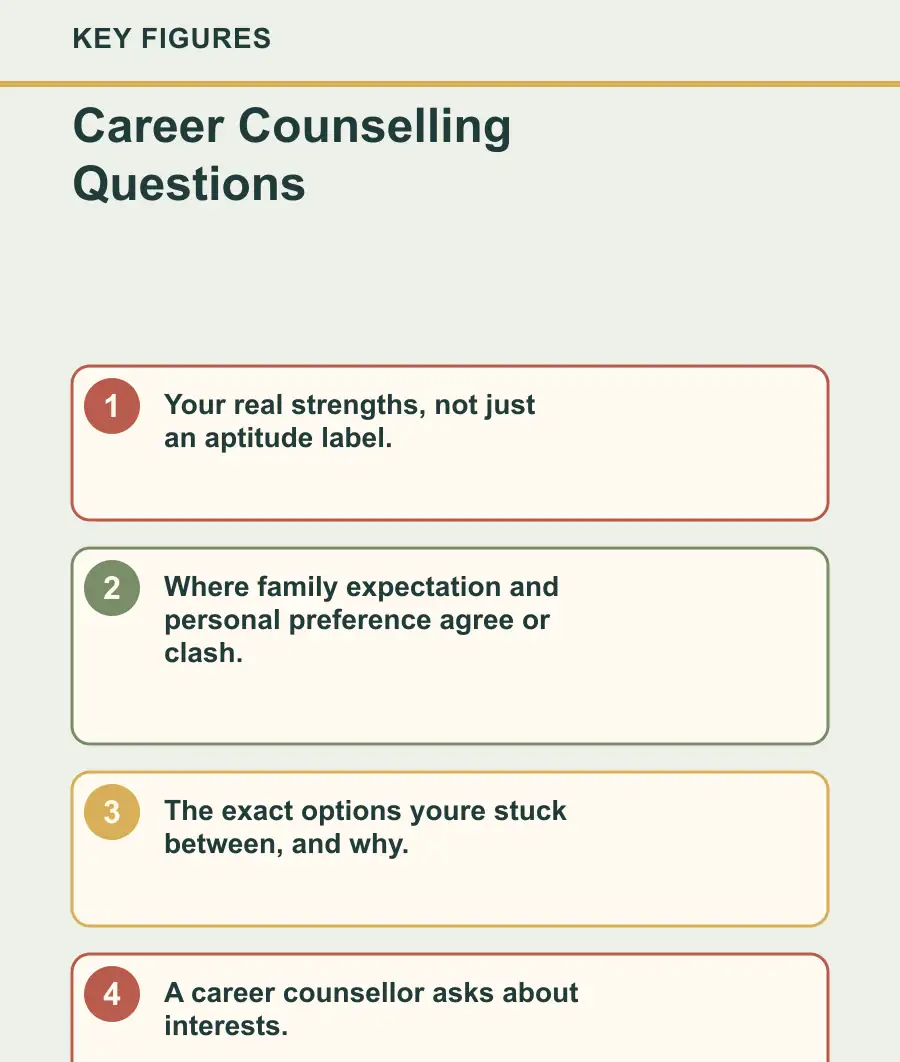 KEY FIGURES
Career Counselling
Questions
1
Your real strengths, not just
an aptitude label.
2
Where family expectation and
personal preference agree or
clash.
3
The exact options youre stuck
between, and why.
4
A career counsellor asks about
interests.